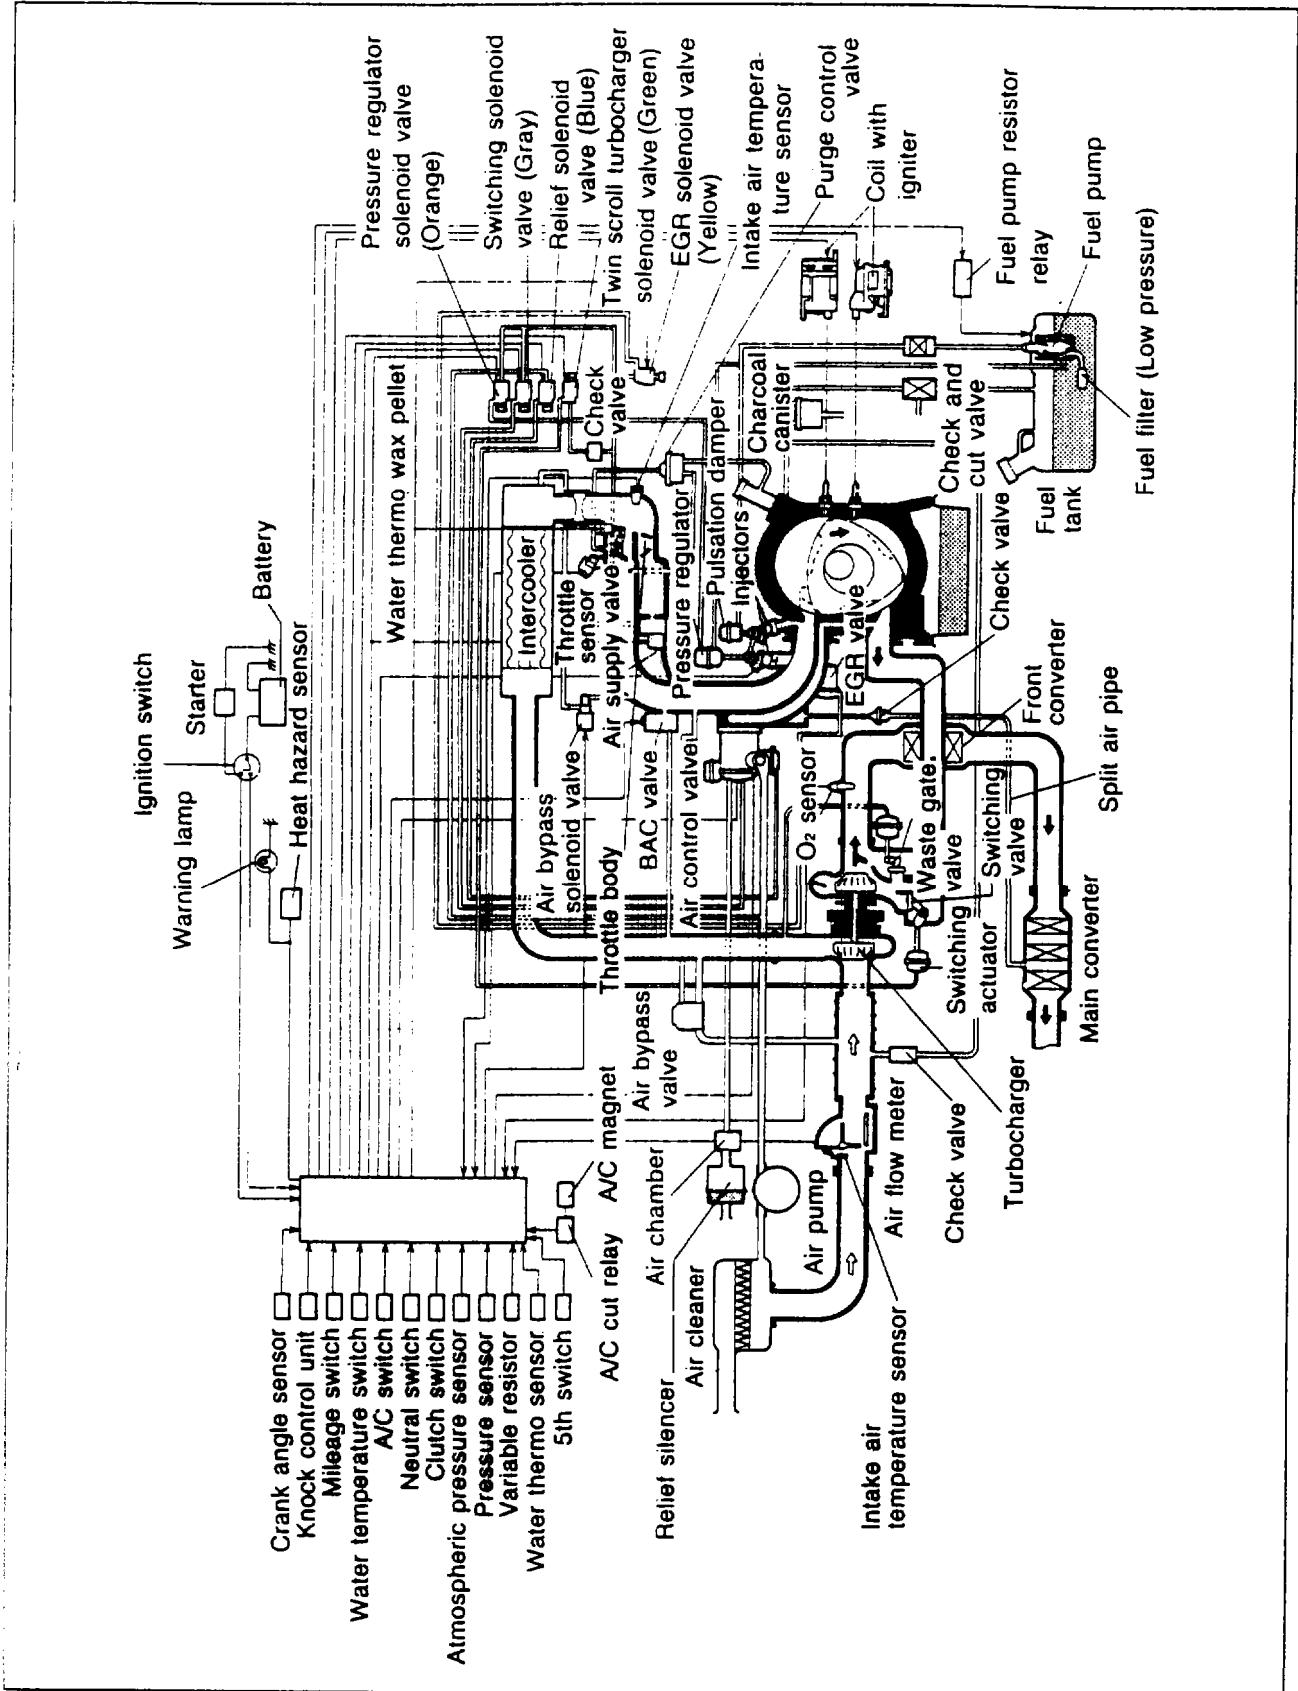 Ignition switch
Starter
Battery
Warning lamp
Heat hazard sensor
Water thermo wax pellet
Pressure regulator
solenoid valve
(Orange)
Switching solenoid
valve (Gray)
Relief solenoid
valve (Blue)
Twin scroll turbocharger
solenoid valve (Green)
EGR solenoid valve
(Yellow)
Intake air tempera-
ture sensor
Purge control
valve
Coil with
igniter
Fuel pump resistor
relay
Fuel pump
Fuel filter (Low pressure)
Crank angle sensor
Knock control unit
Mileage switch
Water temperature switch
A/C switch
Neutral switch
Clutch switch
Atmospheric pressure sensor
Pressure sensor
Variable resistor
Water thermo sensor
5th switch
A/C cut relay
A/C magnet
Intercooler
Throttle
sensor
Air supply valve
Check
valve
Pressure regulator
Pulsation damper
Injectors
Charcoal
canister
Check and
cut valve
Fuel
tank
Check valve
EGR valve
Air bypass
solenoid valve
Throttle body
BAC valve
Air control valve
O2 sensor
Waste gate
Switching
valve
Switching
valve
Front
converter
Split air pipe
Main converter
Switching
actuator
Air bypass
valve
Air chamber
Relief silencer
Air cleaner
Air pump
Air flow meter
Check valve
Turbocharger
Intake air
temperature sensor